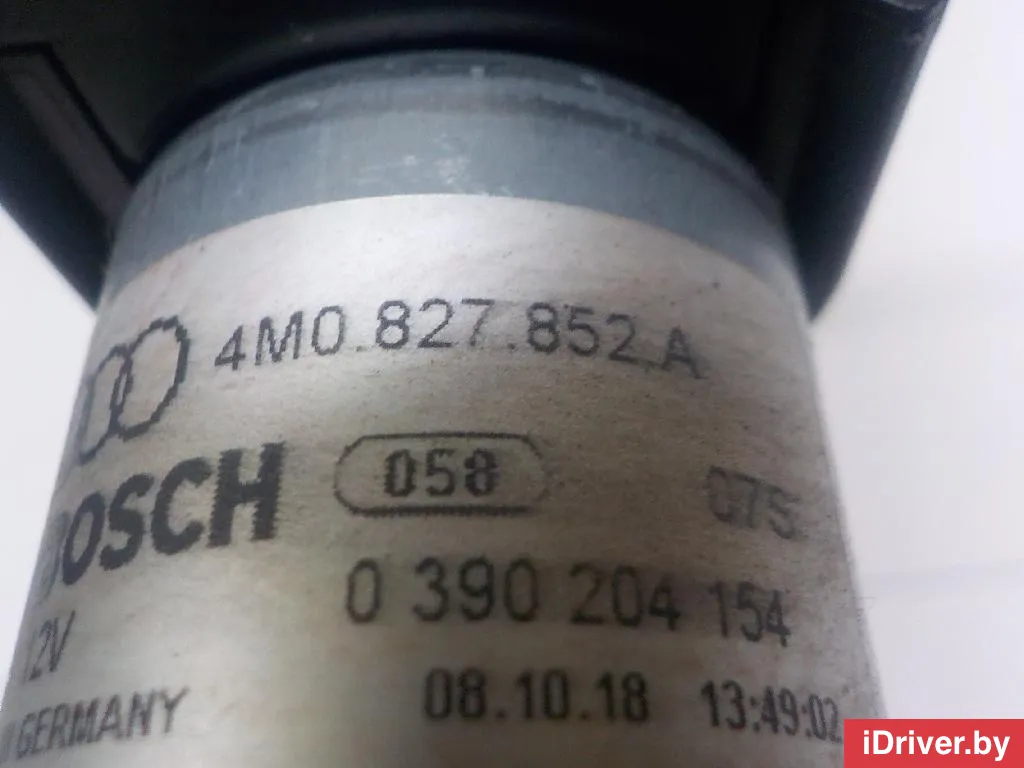 4M0.827.852.A
BOSCH 058 075
0 390 204 154
12V
GERMANY 08.10.18 13:49:02
iDriver.by